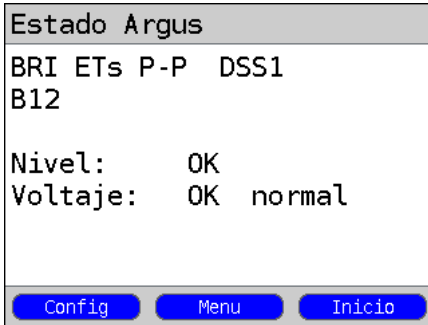 Estado Argus
BRI ETs P-P DSS1
B12
Nivel: OK
Voltaje: OK normal
Config Menu Inicio